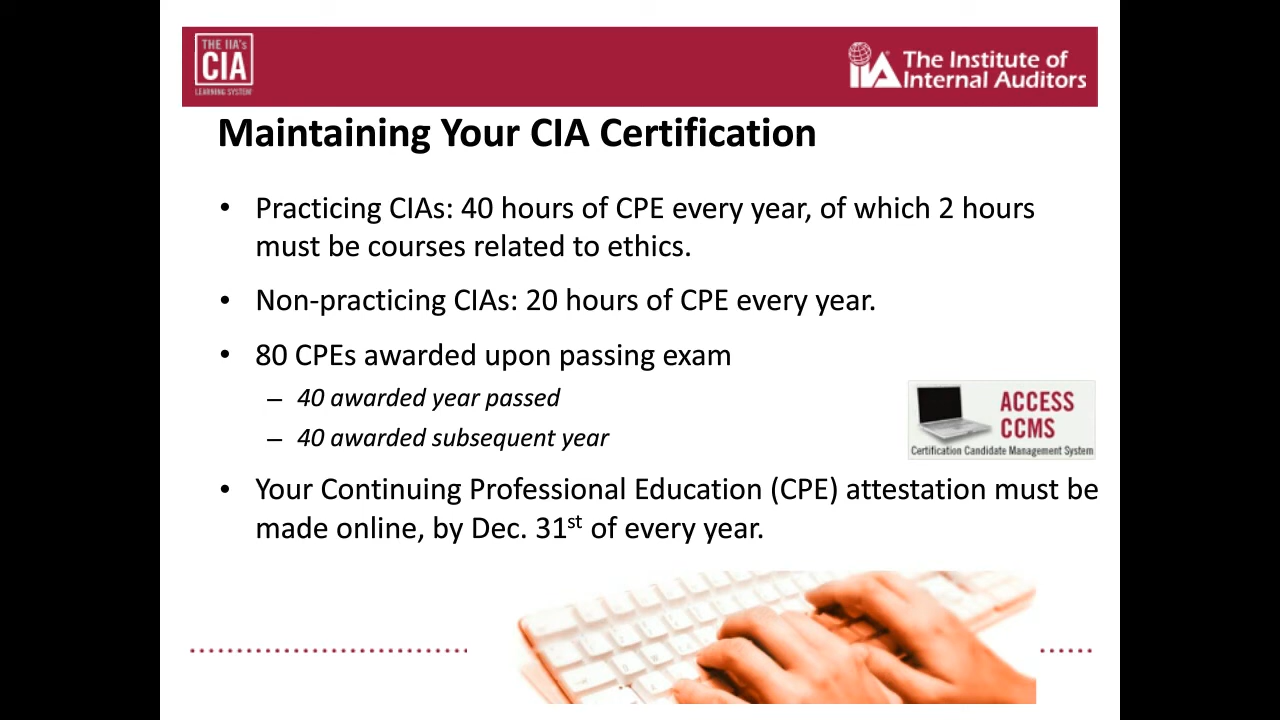 THE IIA's
CIA
LEARNING SYSTEM
The Institute of
IIA Internal Auditors
Maintaining Your CIA Certification
• Practicing CIAs: 40 hours of CPE every year, of which 2 hours
must be courses related to ethics.
• Non-practicing CIAs: 20 hours of CPE every year.
• 80 CPEs awarded upon passing exam
– 40 awarded year passed
– 40 awarded subsequent year
ACCESS
CCMS
Certification Candidate Management System
• Your Continuing Professional Education (CPE) attestation must be
made online, by Dec. 31st of every year.